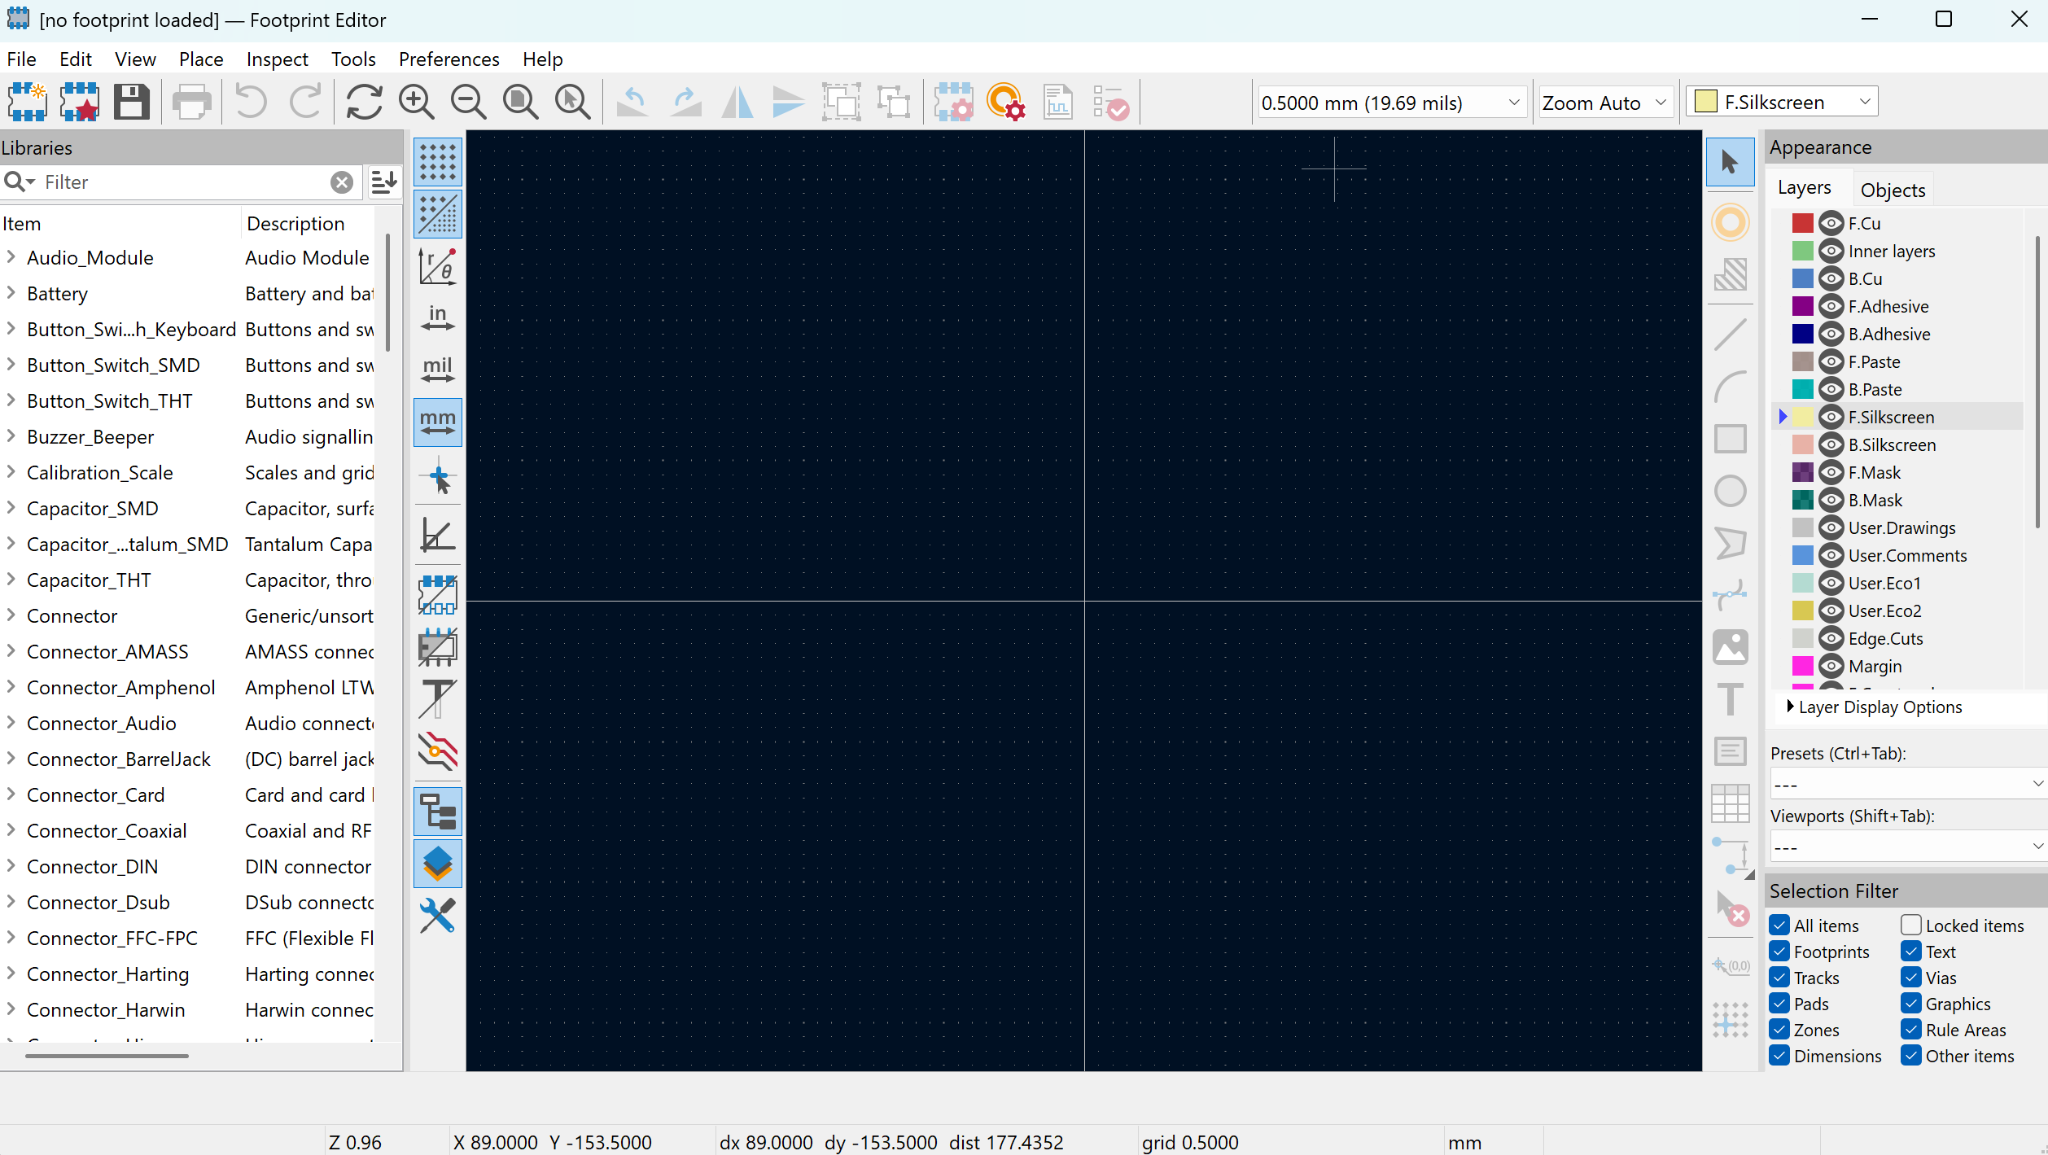 [no footprint loaded] — Footprint Editor
File Edit View Place Inspect Tools Preferences Help
0.5000 mm (19.69 mils) Zoom Auto F.Silkscreen
Libraries
Filter
Item Description
Audio_Module Audio Module
Battery Battery and bat
Button_Swi...h_Keyboard Buttons and sw
Button_Switch_SMD Buttons and sw
Button_Switch_THT Buttons and sw
Buzzer_Beeper Audio signallin
Calibration_Scale Scales and grid
Capacitor_SMD Capacitor, surfa
Capacitor_...talum_SMD Tantalum Capa
Capacitor_THT Capacitor, thro
Connector Generic/unsort
Connector_AMASS AMASS connec
Connector_Amphenol Amphenol LTW
Connector_Audio Audio connecto
Connector_BarrelJack (DC) barrel jack
Connector_Card Card and card
Connector_Coaxial Coaxial and RF
Connector_DIN DIN connector
Connector_Dsub DSub connecto
Connector_FFC-FPC FFC (Flexible Fl
Connector_Harting Harting connec
Connector_Harwin Harwin connec
r θ
in
mil
mm
(0,0)
Appearance
Layers Objects
F.Cu
Inner layers
B.Cu
F.Adhesive
B.Adhesive
F.Paste
B.Paste
F.Silkscreen
B.Silkscreen
F.Mask
B.Mask
User.Drawings
User.Comments
User.Eco1
User.Eco2
Edge.Cuts
Margin
Layer Display Options
Presets (Ctrl+Tab):
---
Viewports (Shift+Tab):
---
Selection Filter
All items Locked items
Footprints Text
Tracks Vias
Pads Graphics
Zones Rule Areas
Dimensions Other items
Z 0.96 X 89.0000 Y -153.5000 dx 89.0000 dy -153.5000 dist 177.4352 grid 0.5000 mm